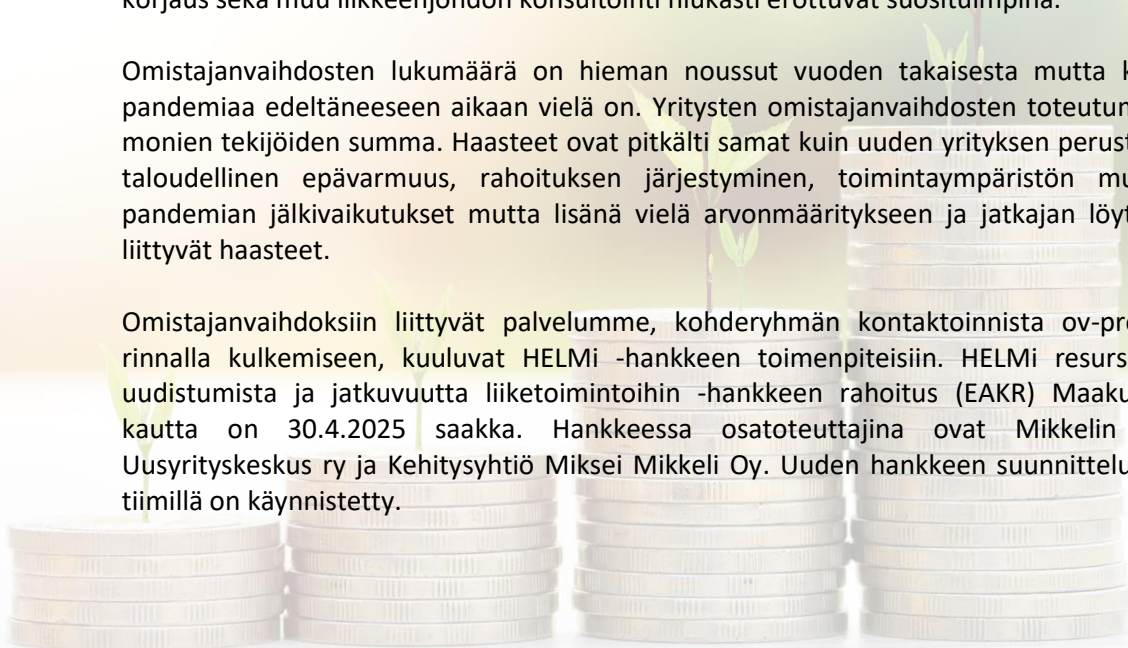 korjaus sekä muu liikkeenjohdon konsultointi niukasti erottuvat suosituimpina.
Omistajanvaihdosten lukumäärä on hieman noussut vuoden takaisesta mutta
pandemiaa edeltäneeseen aikaan vielä on. Yritysten omistajanvaihdosten
monien tekijöiden summa. Haasteet ovat pitkälti samat kuin uuden yrityksen
taloudellinen epävarmuus, rahoituksen järjestyminen, toimintaympäristön
pandemian jälkivaikutukset mutta lisänä vielä arvonmääritykseen ja jatkajan
liittyvät haasteet.
Omistajanvaihdoksiin liittyvät palvelumme, kohderyhmän kontaktoinnista
rinnalla kulkemiseen, kuuluvat HELMi -hankkeen toimenpiteisiin. HELMi
uudistumista ja jatkuvuutta liiketoimintoihin -hankkeen rahoitus (EAKR)
kautta on 30.4.2025 saakka. Hankkeessa osatoteuttajina ovat Mikkelin
Uusyrityskeskus ry ja Kehitysyhtiö Miksei Mikkeli Oy. Uuden hankkeen
tiimillä on käynnistetty.